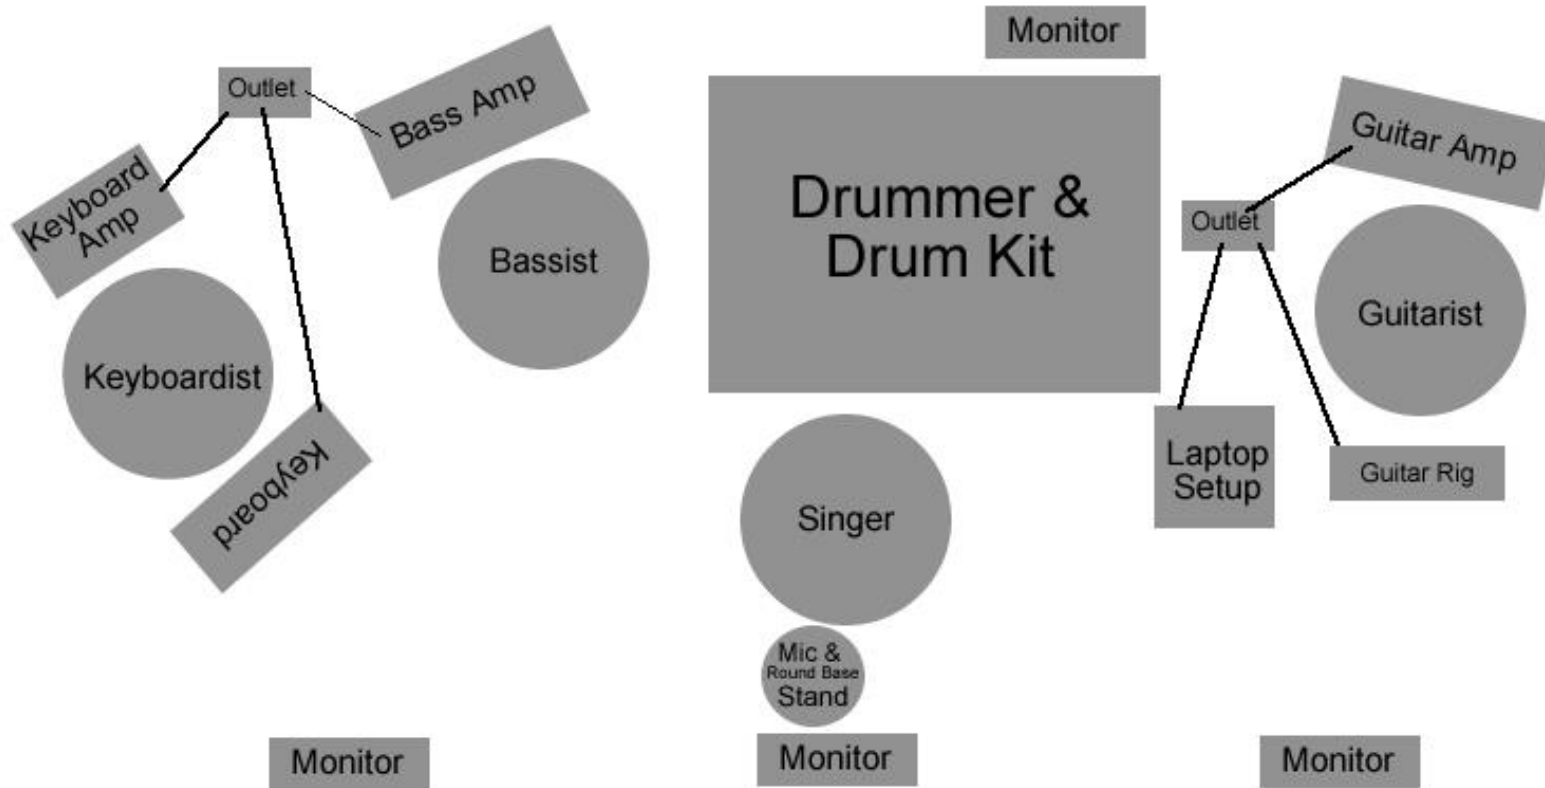 Monitor
Outlet
Bass Amp
Guitar Amp
Keyboard
Amp
Drummer &
Drum Kit
Outlet
Bassist
Guitarist
Keyboardist
Keyboard
Laptop
Setup
Guitar Rig
Singer
Mic &
Round Base
Stand
Monitor
Monitor
Monitor